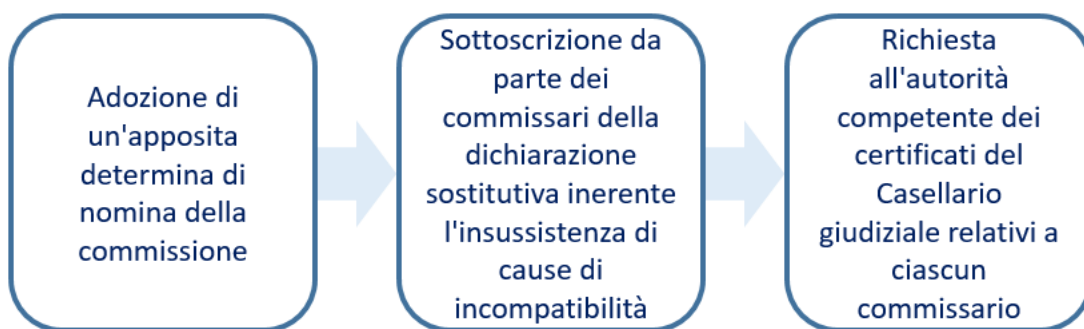 Adozione di
un'apposita
determina di
nomina della
commissione
Sottoscrizione da
parte dei
commissari della
dichiarazione
sostitutiva inerente
l'insussistenza di
cause di
incompatibilità
Richiesta
all'autorità
competente dei
certificati del
Casellario
giudiziale relativi a
ciascun
commissario